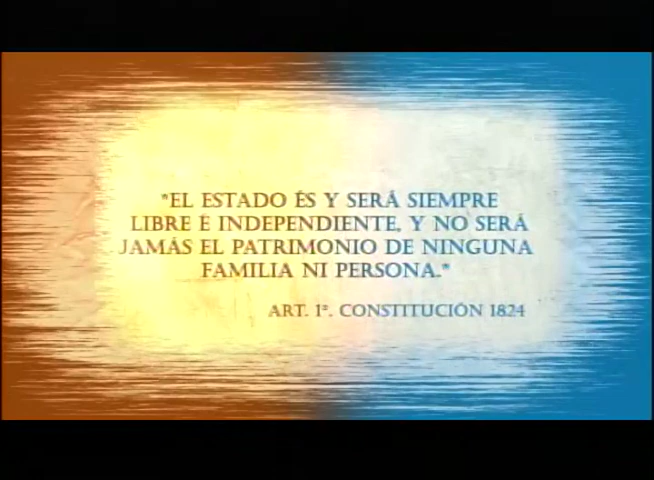 "EL ESTADO ÉS Y SERÁ SIEMPRE
LIBRE É INDEPENDIENTE, Y NO SERÁ
JAMÁS EL PATRIMONIO DE NINGUNA
FAMILIA NI PERSONA."
ART. 1º. CONSTITUCIÓN 1824